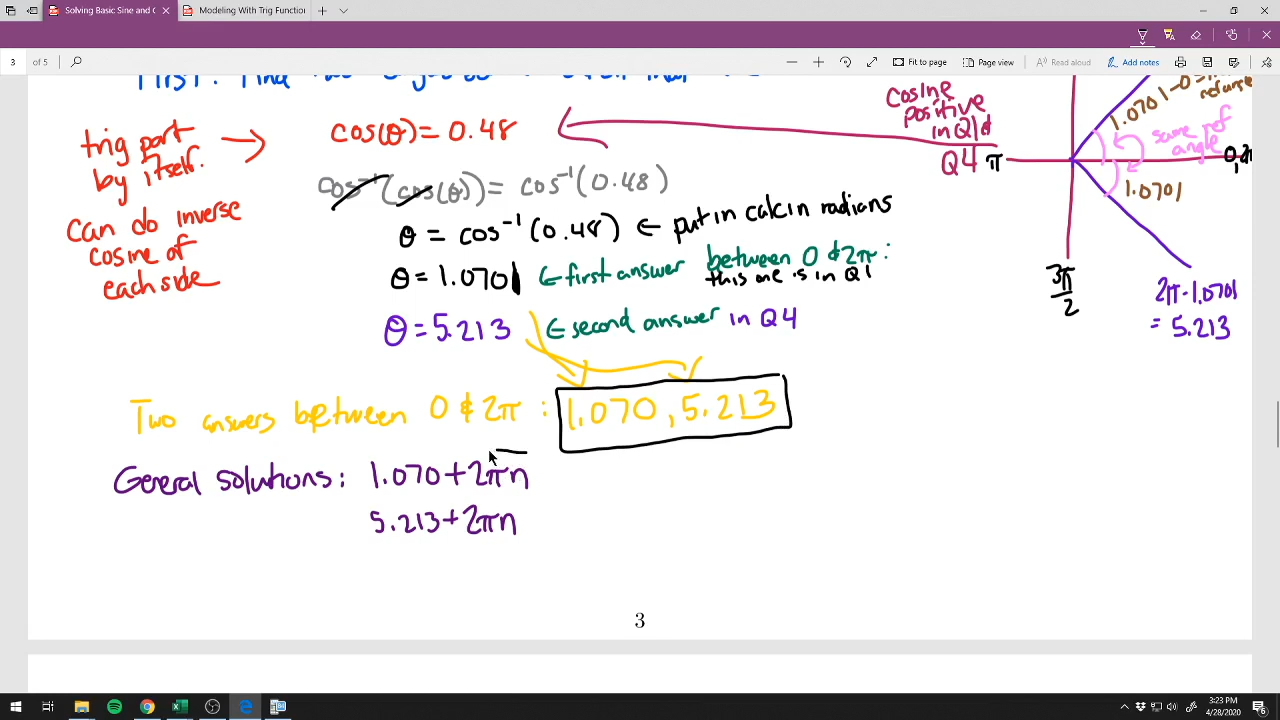 Solving Basic Sine and C
Modeling With Trig Function
3 of 5
Fit to page
Page view
Read aloud
Add notes
First: Find
trig part
by itself.
cos(θ) = 0.48
cosine
positive
in Q1 &
Q4
π
1.0701
same ref
angle
1.0701
3π
2
2π - 1.0701
= 5.213
cos⁻¹(cos(θ)) = cos⁻¹(0.48)
can do inverse
cosine of
each side
θ = cos⁻¹(0.48) ← put in calc in radians
θ = 1.0701 ← first answer between 0 & 2π:
this one is in Q1
θ = 5.213 ← second answer in Q4
Two answers between 0 & 2π: 1.070, 5.213
General solutions: 1.070 + 2πn
5.213 + 2πn
3
3:23 PM
4/28/2020